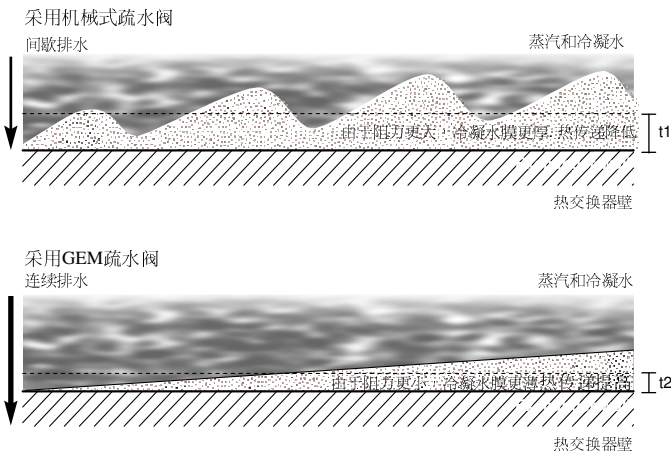 采用机械式疏水阀
间歇排水
蒸汽和冷凝水
由于阻力更大，冷凝水膜更厚，热传递降低
t1
热交换器壁
采用GEM疏水阀
连续排水
蒸汽和冷凝水
由于阻力更小，冷凝水膜更薄热传递提高
t2
热交换器壁